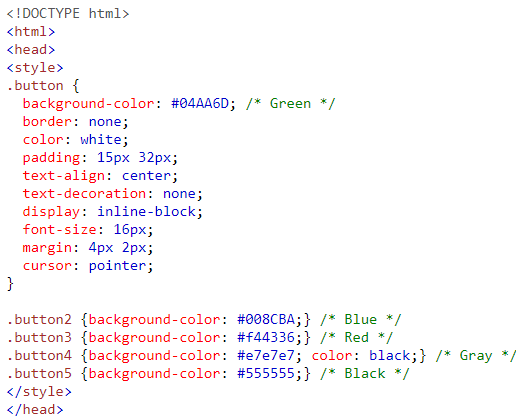 <!DOCTYPE html>
<html>
<head>
<style>
.button {
  background-color: #04AA6D; /* Green */
  border: none;
  color: white;
  padding: 15px 32px;
  text-align: center;
  text-decoration: none;
  display: inline-block;
  font-size: 16px;
  margin: 4px 2px;
  cursor: pointer;
}

.button2 {background-color: #008CBA;} /* Blue */
.button3 {background-color: #f44336;} /* Red */
.button4 {background-color: #e7e7e7; color: black;} /* Gray */
.button5 {background-color: #555555;} /* Black */
</style>
</head>